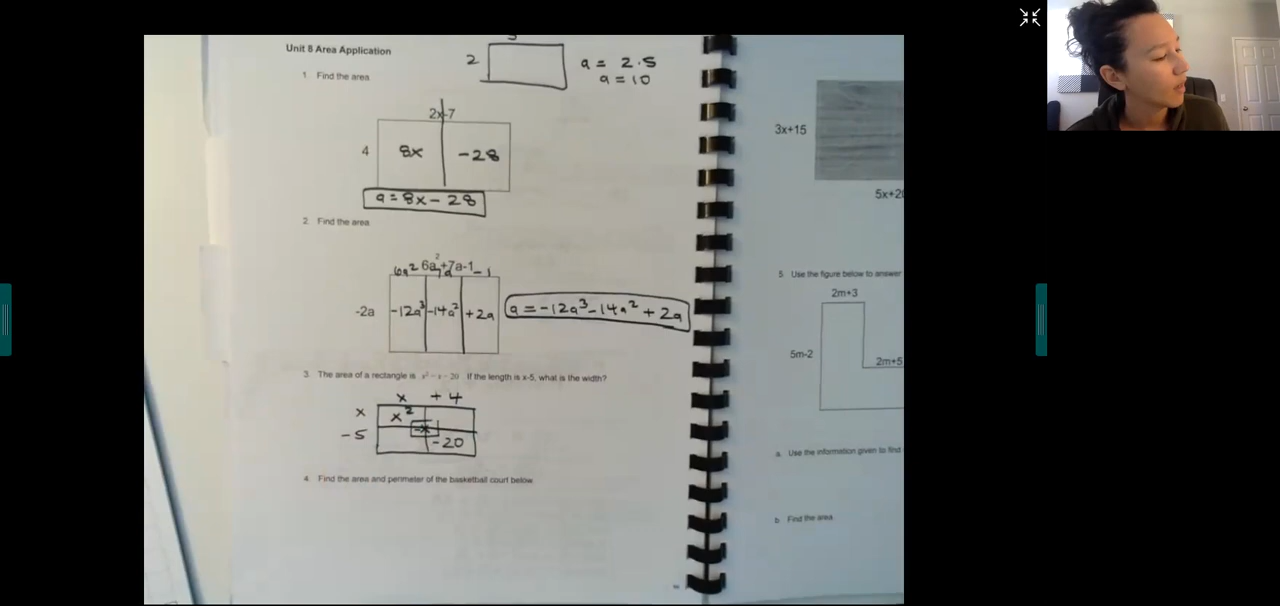 Unit 8 Area Application
2
a = 2·5
a = 10
1. Find the area
2x-7
4
8x
-28
a = 8x - 28
2. Find the area
6a²
7a
-1
6a²+7a-1
-2a
-12a³
-14a²
+2a
a = -12a³ - 14a² + 2a
3. The area of a rectangle is x² - x - 20 If the length is x-5, what is the width?
x + 4
x
x²
-x
-5
-20
4. Find the area and perimeter of the basketball court below
3x+15
5x+20
5. Use the figure below to answer
2m+3
5m-2
2m+5
a. Use the information given to find
b. Find the area